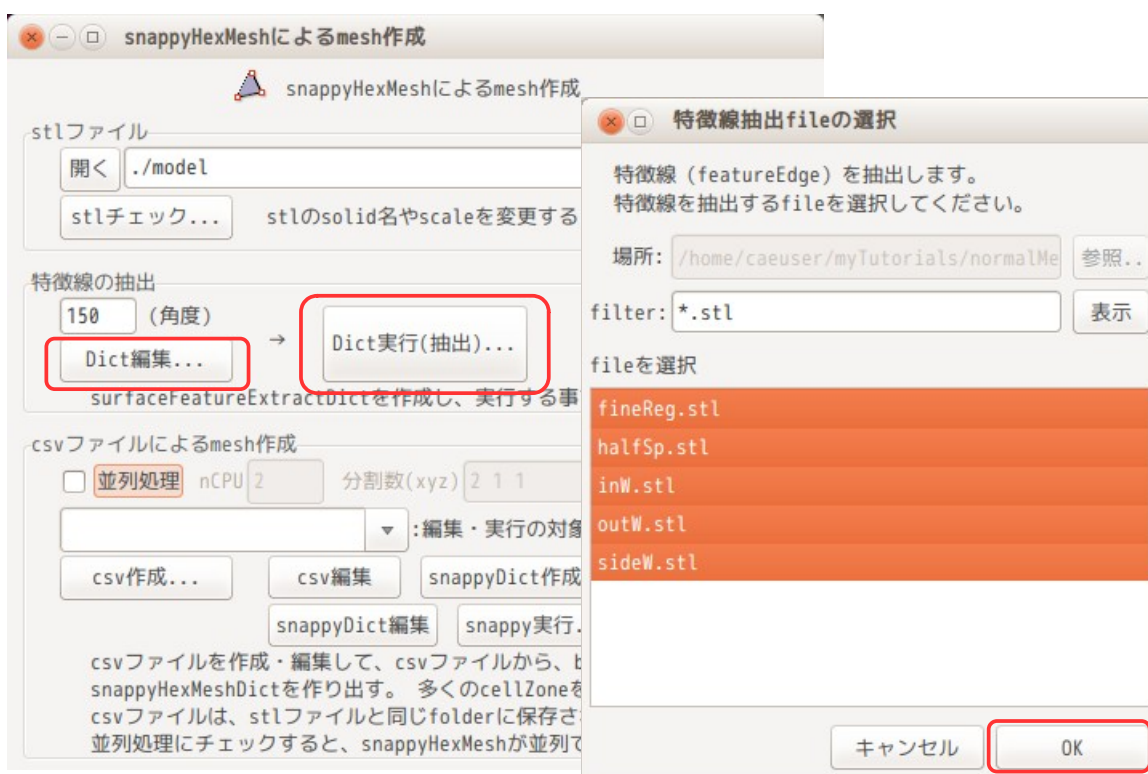 snappyHexMeshによるmesh作成
snappyHexMeshによるmesh作成
stlファイル
開く ./model
stlチェック... stlのsolid名やscaleを変更する
特徴線の抽出
150 (角度)
Dict編集... → Dict実行(抽出)...
surfaceFeatureExtractDictを作成し、実行する事
csvファイルによるmesh作成
並列処理 nCPU 2 分割数(xyz) 2 1 1
:編集・実行の対象
csv作成... csv編集 snappyDict作成
snappyDict編集 snappy実行.
csvファイルを作成・編集して、csvファイルから、b
snappyHexMeshDictを作り出す。 多くのcellZoneを
csvファイルは、stlファイルと同じfolderに保存さ
並列処理にチェックすると、snappyHexMeshが並列で
特徴線抽出fileの選択
特徴線(featureEdge)を抽出します。
特徴線を抽出するfileを選択してください。
場所: /home/caeuser/myTutorials/normalMe 参照..
filter: *.stl 表示
fileを選択
fineReg.stl
halfSp.stl
inW.stl
outW.stl
sideW.stl
キャンセル OK